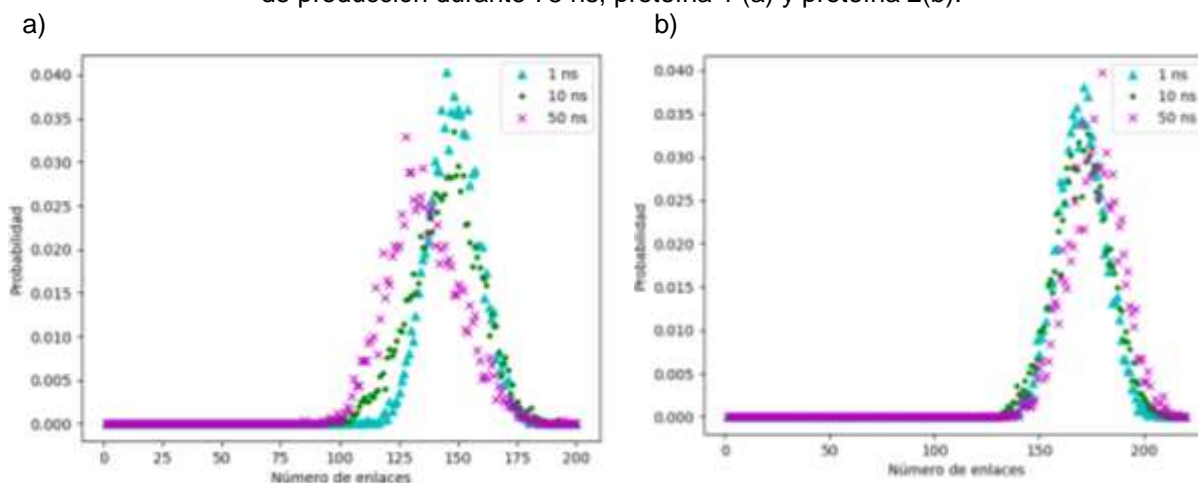 de producción durante 75 ns, proteína 1 (a) y proteína 2(b).
a)
b)
0.040
0.035
0.030
0.025
0.020
0.015
0.010
0.005
0.000
Probabilidad
1 ns
10 ns
50 ns
0
25
50
75
100
125
150
175
200
Número de enlaces
0.040
0.035
0.030
0.025
0.020
0.015
0.010
0.005
0.000
Probabilidad
1 ns
10 ns
50 ns
0
50
100
150
200
Número de enlaces